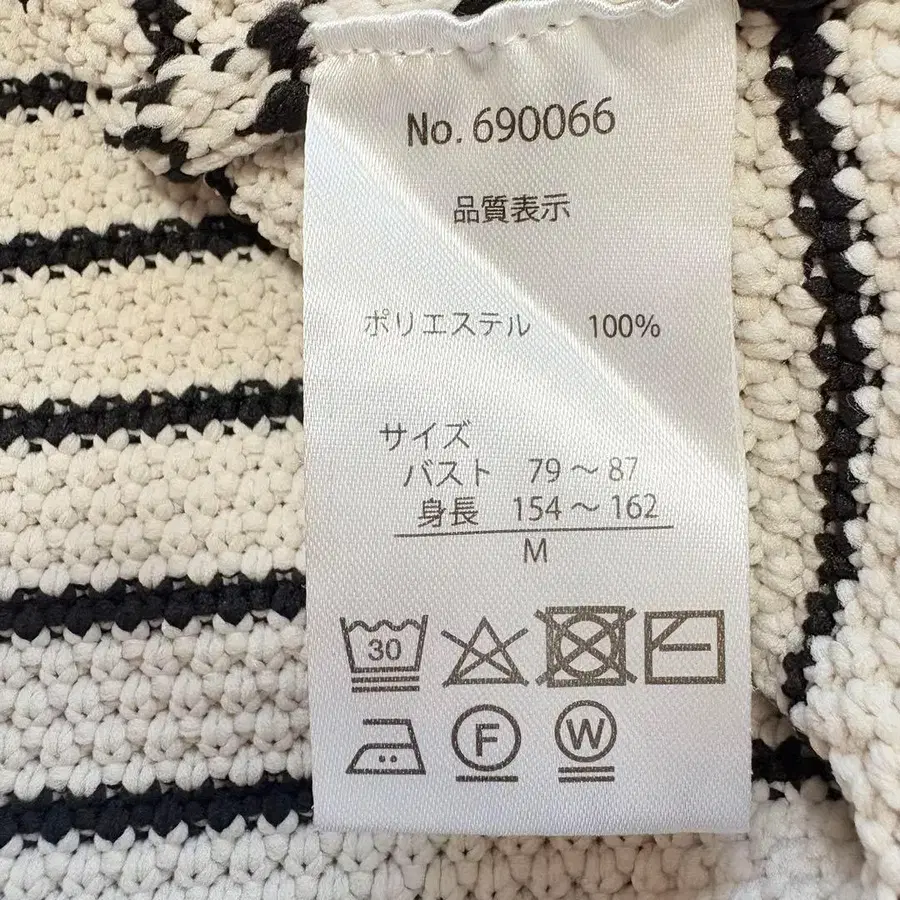 No. 690066
品質表示
ポリエステル 100%
サイズ
バスト 79～87
身長 154～162
M
30
F
W